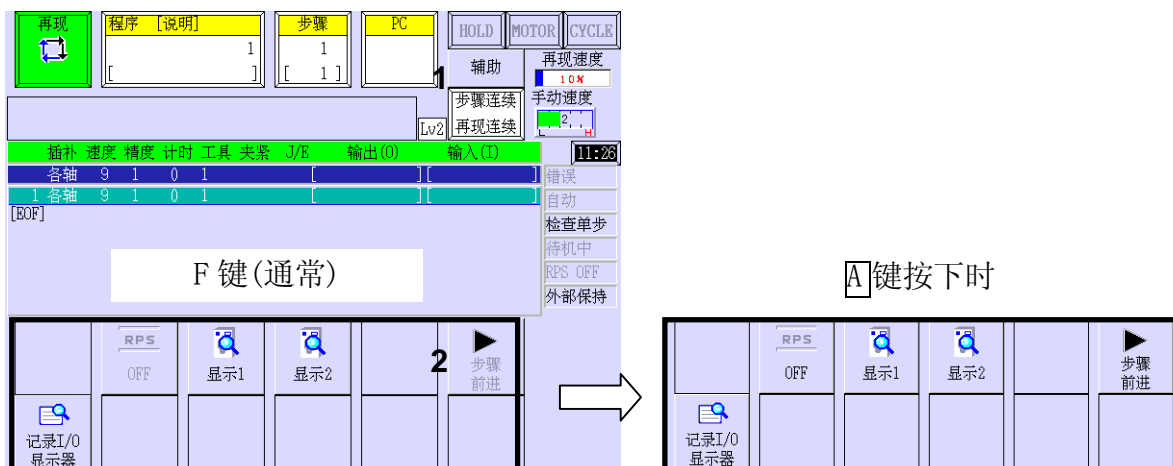 再现
程序 [说明]
步骤
PC
HOLD
MOTOR
CYCLE
1
[ ]
1
[ 1 ]
1
辅助
再现速度
10%
步骤连续
再现连续
手动速度
2
L H
Lv2
11:26
插补 速度 精度 计时 工具 夹紧 J/E 输出(O) 输入(I)
各轴 9 1 0 1 [ ][ ]
1 各轴 9 1 0 1 [ ][ ]
[EOF]
错误
自动
检查单步
待机中
RPS OFF
外部保持
F 键(通常)
A键按下时
RPS
OFF
显示1
显示2
2
步骤
前进
记录I/O
显示器
RPS
OFF
显示1
显示2
步骤
前进
记录I/O
显示器